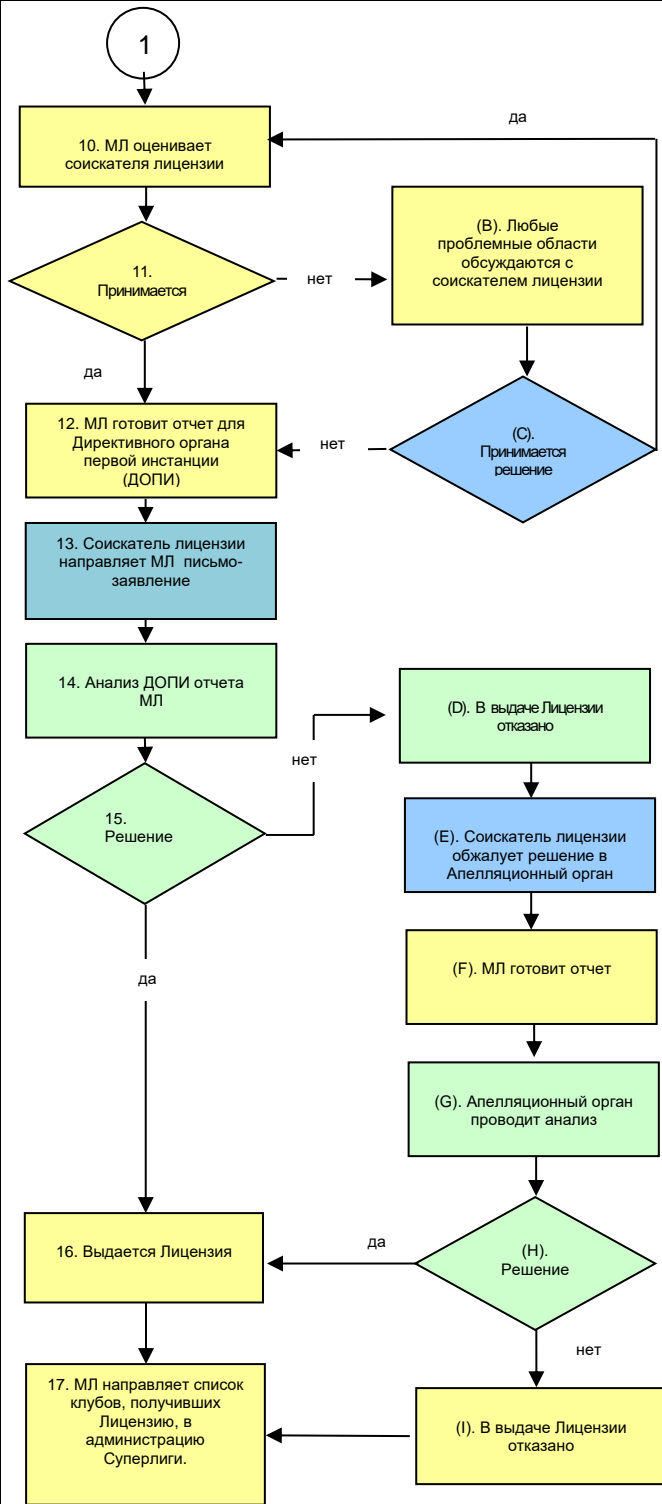 1
да
10. МЛ оценивает
соискателя лицензии
(B). Любые
проблемные области
обсуждаются с
соискателем лицензии
11.
Принимается
нет
да
12. МЛ готовит отчет для
Директивного органа
первой инстанции
(ДОПИ)
нет
(C).
Принимается
решение
13. Соискатель лицензии
направляет МЛ письмо-
заявление
14. Анализ ДОПИ отчета
МЛ
(D). В выдаче Лицензии
отказано
нет
15.
Решение
(E). Соискатель лицензии
обжалует решение в
Апелляционный орган
(F). МЛ готовит отчет
да
(G). Апелляционный орган
проводит анализ
16. Выдается Лицензия
да
(H).
Решение
нет
17. МЛ направляет список
клубов, получивших
Лицензию, в
администрацию
Суперлиги.
(I). В выдаче Лицензии
отказано